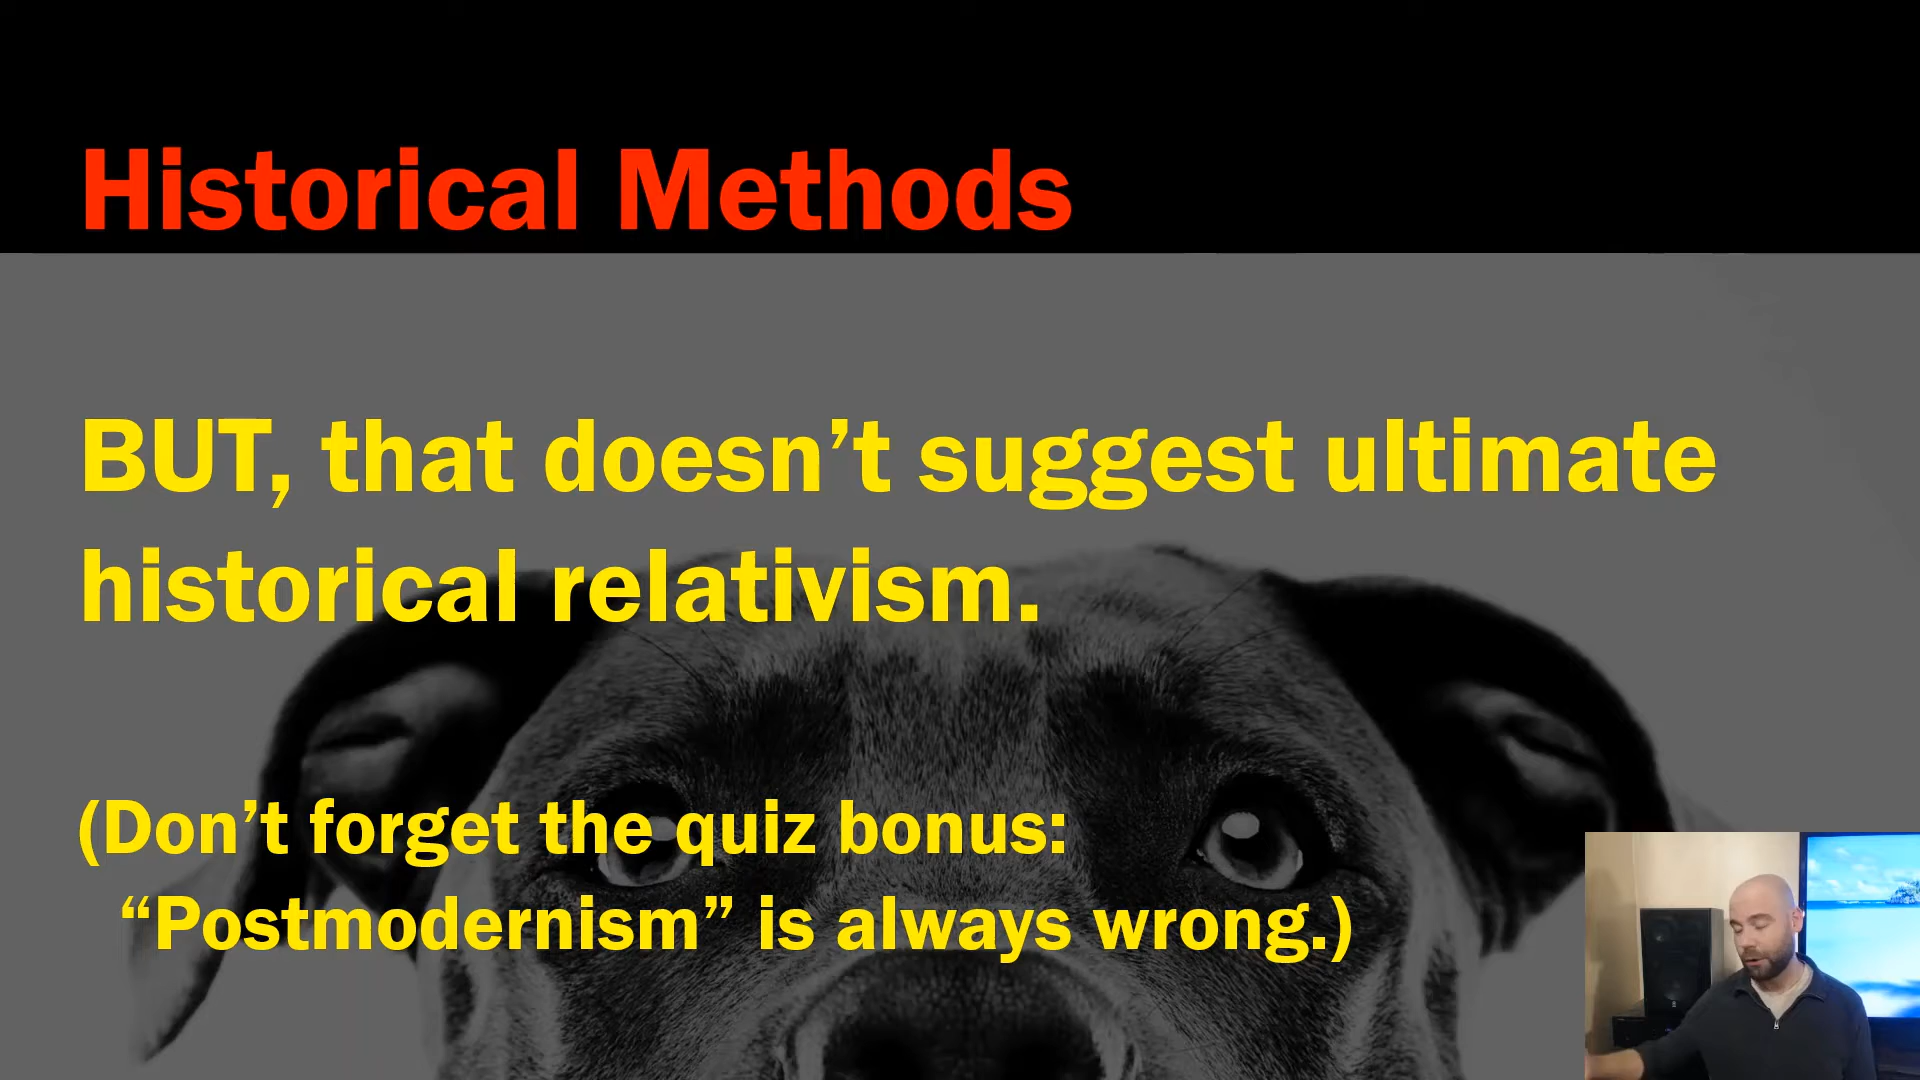 Historical Methods
BUT, that doesn’t suggest ultimate
historical relativism.
(Don’t forget the quiz bonus:
“Postmodernism” is always wrong.)